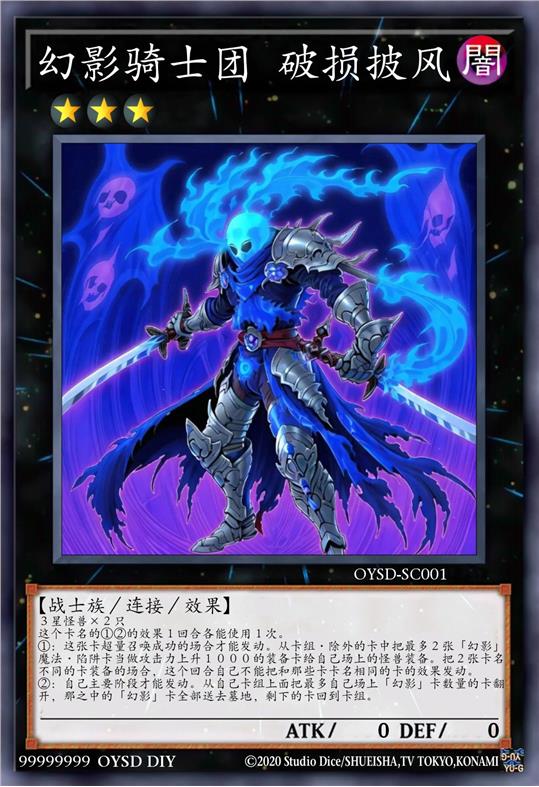 幻影骑士团 破损披风
闇
OYSD-SC001
【战士族／连接／效果】
３星怪兽×２只
这个卡名的①②的效果１回合各能使用１次。
①：这张卡超量召唤成功的场合才能发动。从卡组·除外的卡中把最多２张「幻影」
魔法·陷阱卡当做攻击力上升１０００的装备卡给自己场上的怪兽装备。把２张卡名
不同的卡装备的场合，这个回合自己不能把和那些卡卡名相同的卡的效果发动。
②：自己主要阶段才能发动。从自己卡组上面把最多自己场上「幻影」卡数量的卡翻
开，那之中的「幻影」卡全部送去墓地，剩下的卡回到卡组。
②
ATK/ 0 DEF/ 0
99999999 OYSD DIY ©2020 Studio Dice/SHUEISHA,TV TOKYO,KONAMI